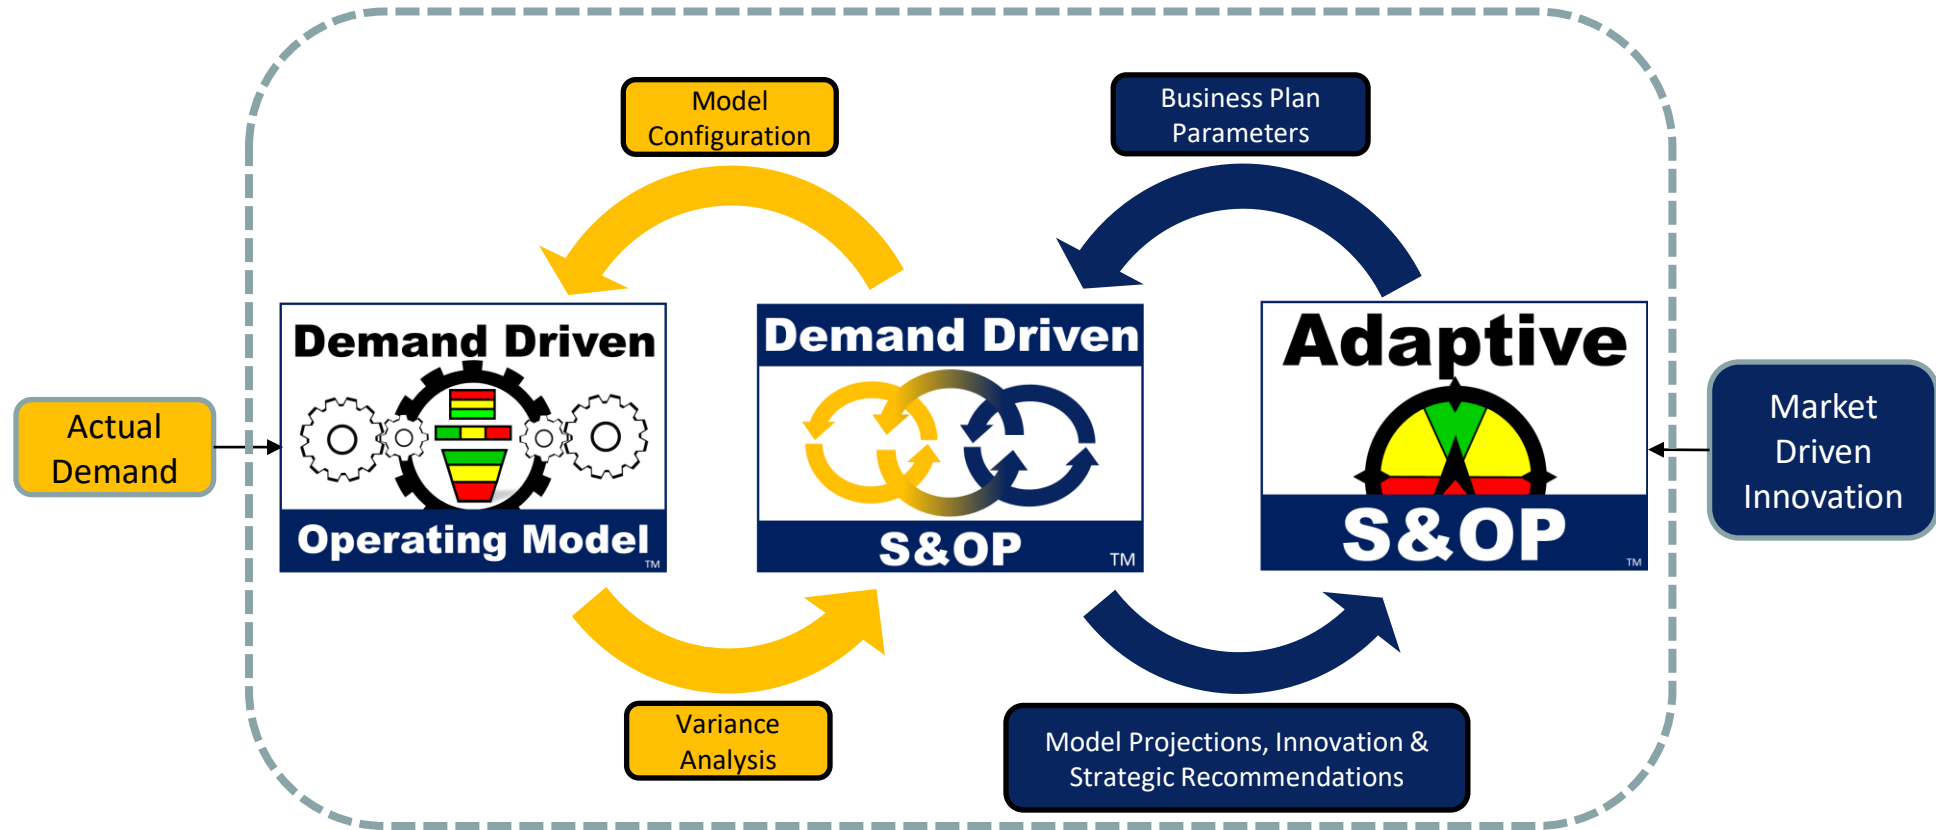 Model
Configuration
Business Plan
Parameters
Demand Driven
Operating Model
TM
Demand Driven
S&OP
TM
Adaptive
S&OP
TM
Actual
Demand
Market
Driven
Innovation
Variance
Analysis
Model Projections, Innovation &
Strategic Recommendations